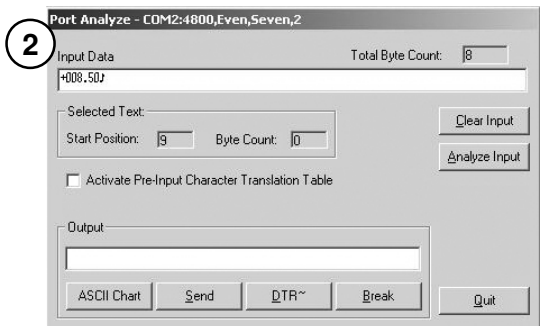 Port Analyze - COM2:4800,Even,Seven,2
2
Input Data Total Byte Count: 8
+008.50♪
Selected Text:
Start Position: 9 Byte Count: 0
Clear Input
Analyze Input
Activate Pre-Input Character Translation Table
Output
ASCII Chart Send DTR~ Break Quit